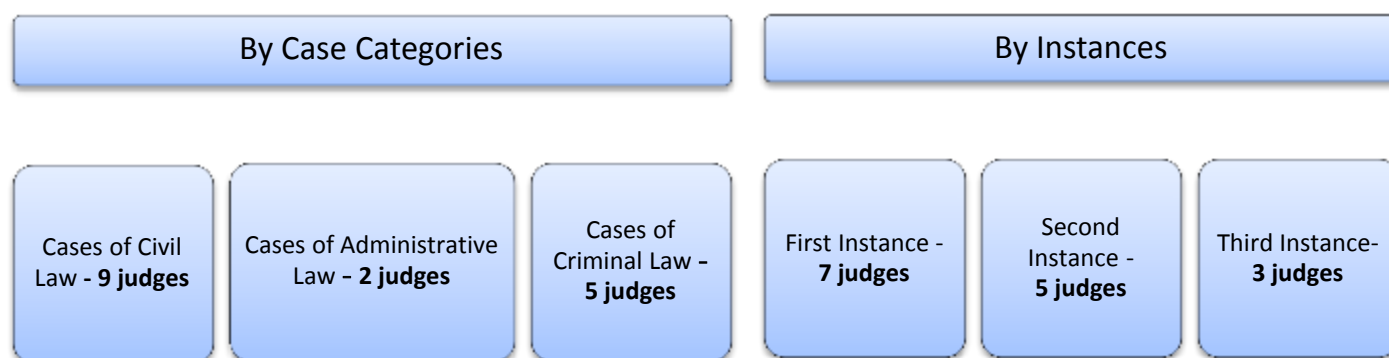 By Case Categories
By Instances
Cases of Civil
Law - 9 judges
Cases of Administrative
Law – 2 judges
Cases of
Criminal Law –
5 judges
First Instance -
7 judges
Second
Instance -
5 judges
Third Instance-
3 judges